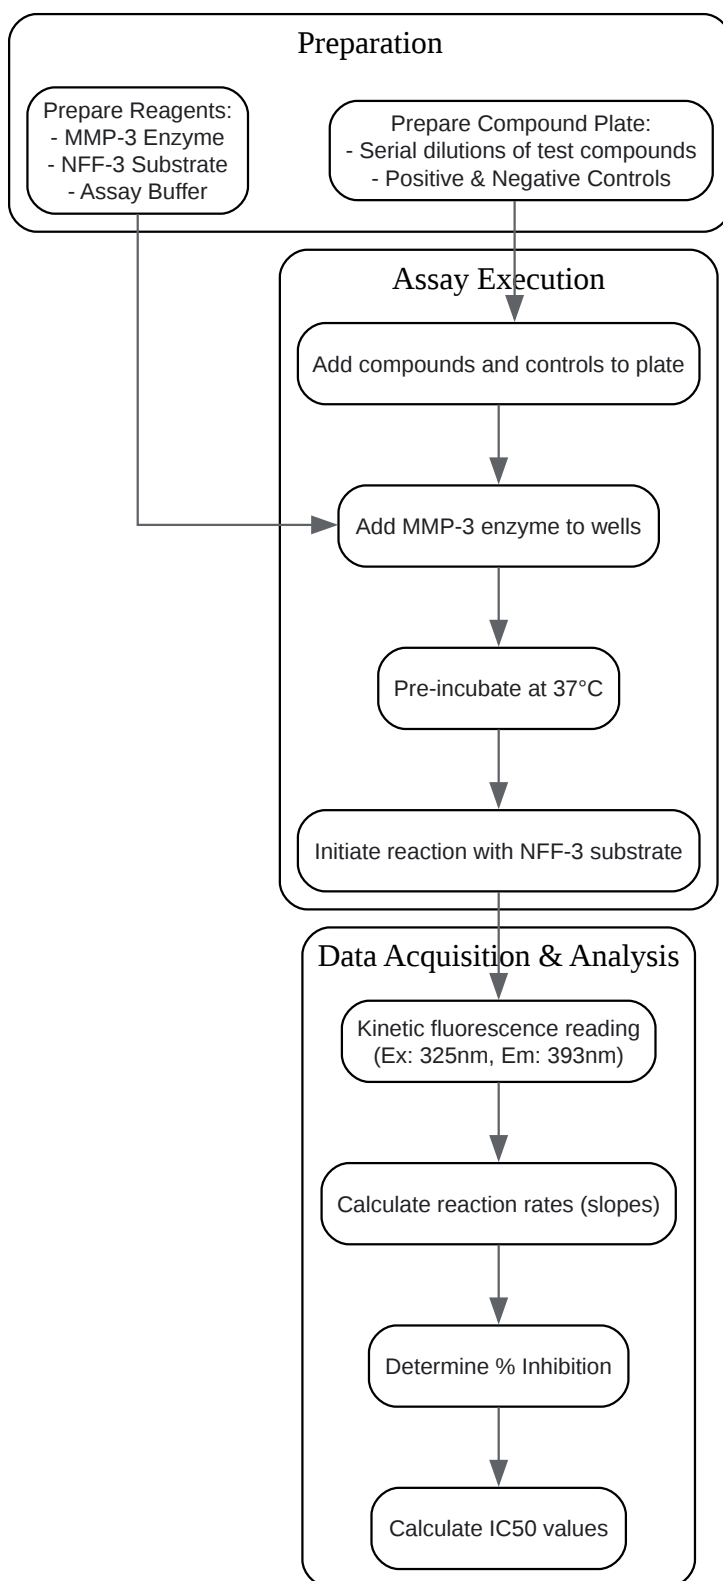 Preparation
Prepare Reagents:
- MMP-3 Enzyme
- NFF-3 Substrate
- Assay Buffer
Prepare Compound Plate:
- Serial dilutions of test compounds
- Positive & Negative Controls
Assay Execution
Add compounds and controls to plate
Add MMP-3 enzyme to wells
Pre-incubate at 37°C
Initiate reaction with NFF-3 substrate
Data Acquisition & Analysis
Kinetic fluorescence reading
(Ex: 325nm, Em: 393nm)
Calculate reaction rates (slopes)
Determine % Inhibition
Calculate IC50 values